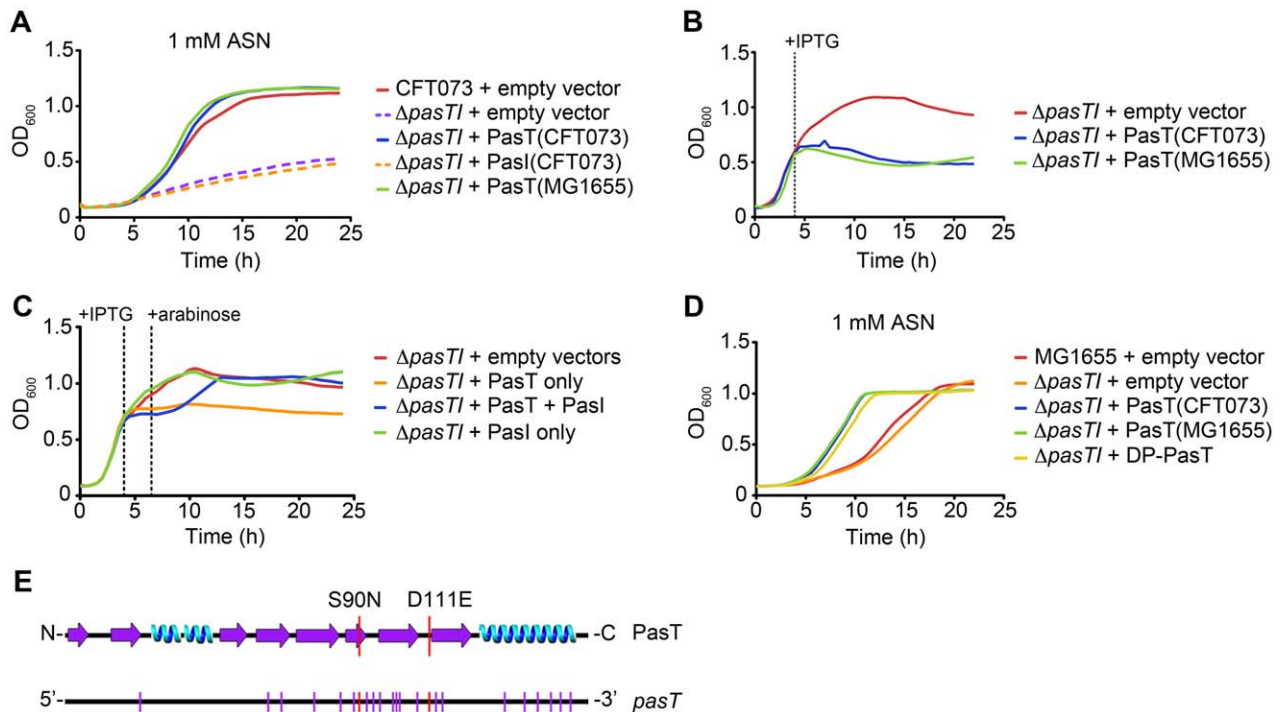 A
1 mM ASN
1.5
1.0
0.5
0
OD600
0 5 10 15 20 25
Time (h)
CFT073 + empty vector
ΔpasTI + empty vector
ΔpasTI + PasT(CFT073)
ΔpasTI + PasI(CFT073)
ΔpasTI + PasT(MG1655)
B
+IPTG
1.5
1.0
0.5
0
OD600
0 5 10 15 20 25
Time (h)
ΔpasTI + empty vector
ΔpasTI + PasT(CFT073)
ΔpasTI + PasT(MG1655)
C
+IPTG +arabinose
1.5
1.0
0.5
0
OD600
0 5 10 15 20 25
Time (h)
ΔpasTI + empty vectors
ΔpasTI + PasT only
ΔpasTI + PasT + PasI
ΔpasTI + PasI only
D
1 mM ASN
1.5
1.0
0.5
0
OD600
0 5 10 15 20 25
Time (h)
MG1655 + empty vector
ΔpasTI + empty vector
ΔpasTI + PasT(CFT073)
ΔpasTI + PasT(MG1655)
ΔpasTI + DP-PasT
E
S90N D111E
N- -C PasT
5'- -3' pasT